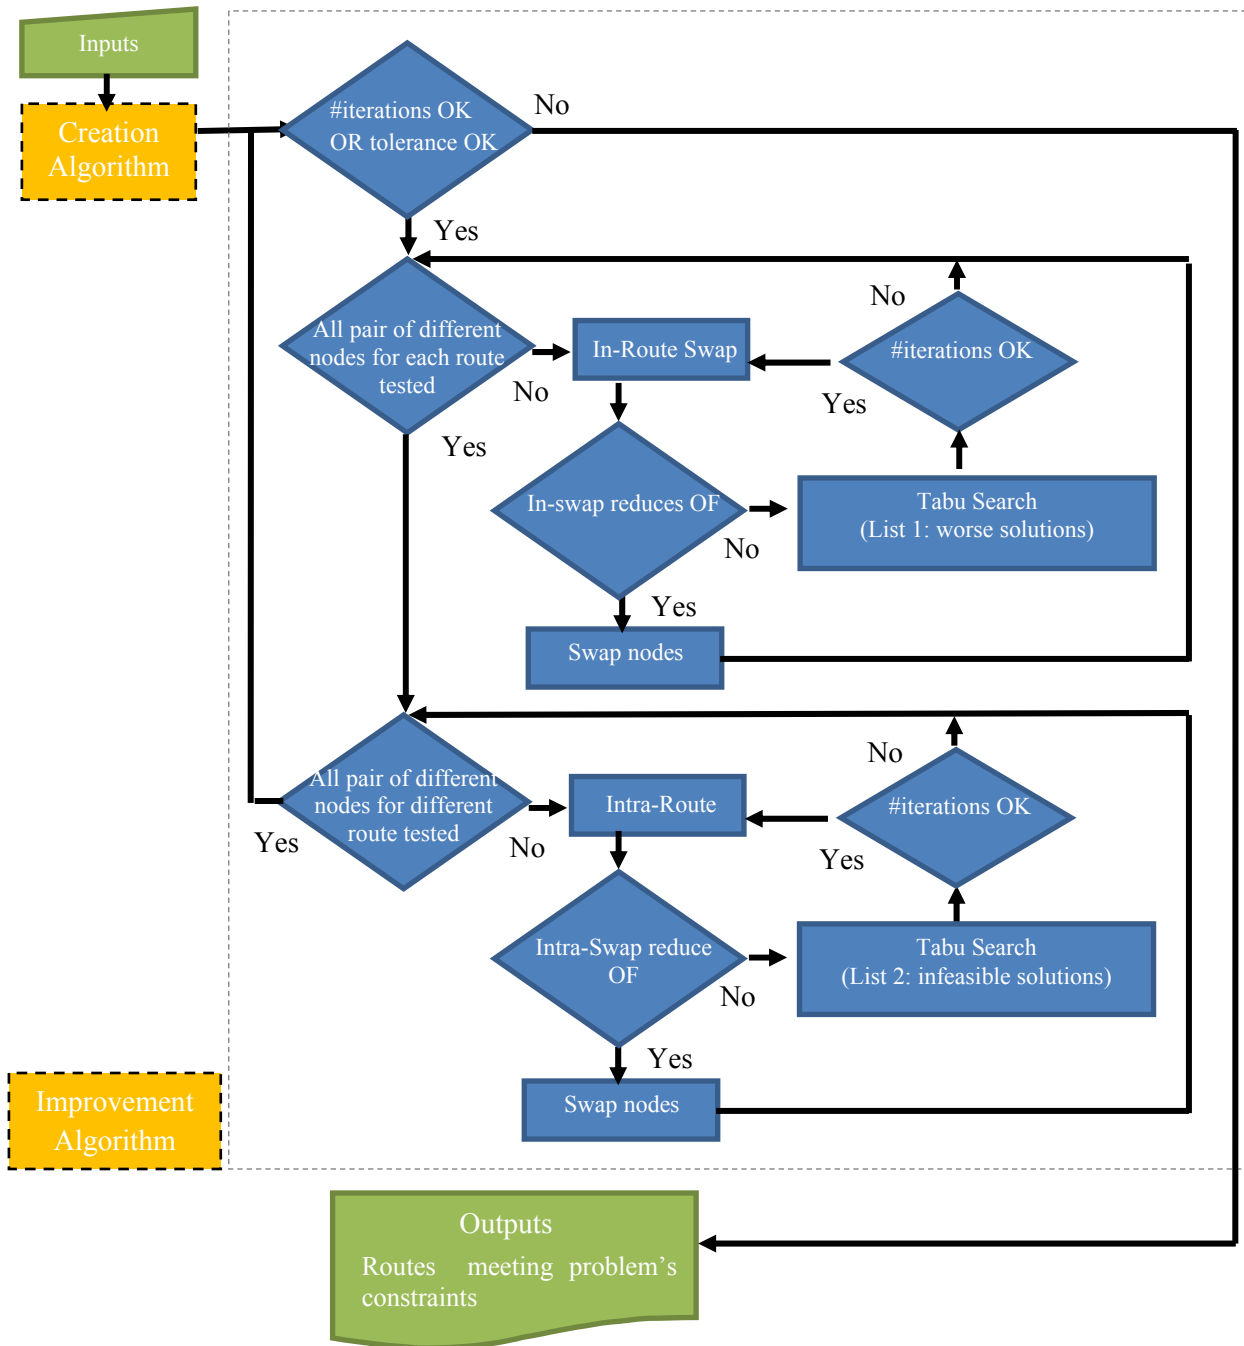 Inputs
Creation
Algorithm
#iterations OK
OR tolerance OK
No
Yes
All pair of different
nodes for each route
tested
No
Yes
In-Route Swap
#iterations OK
No
Yes
In-swap reduces OF
No
Yes
Tabu Search
(List 1: worse solutions)
Swap nodes
All pair of different
nodes for different
route tested
Yes
No
Intra-Route
#iterations OK
No
Yes
Intra-Swap reduce
OF
No
Yes
Tabu Search
(List 2: infeasible solutions)
Swap nodes
Improvement
Algorithm
Outputs
Routes meeting problem’s
constraints